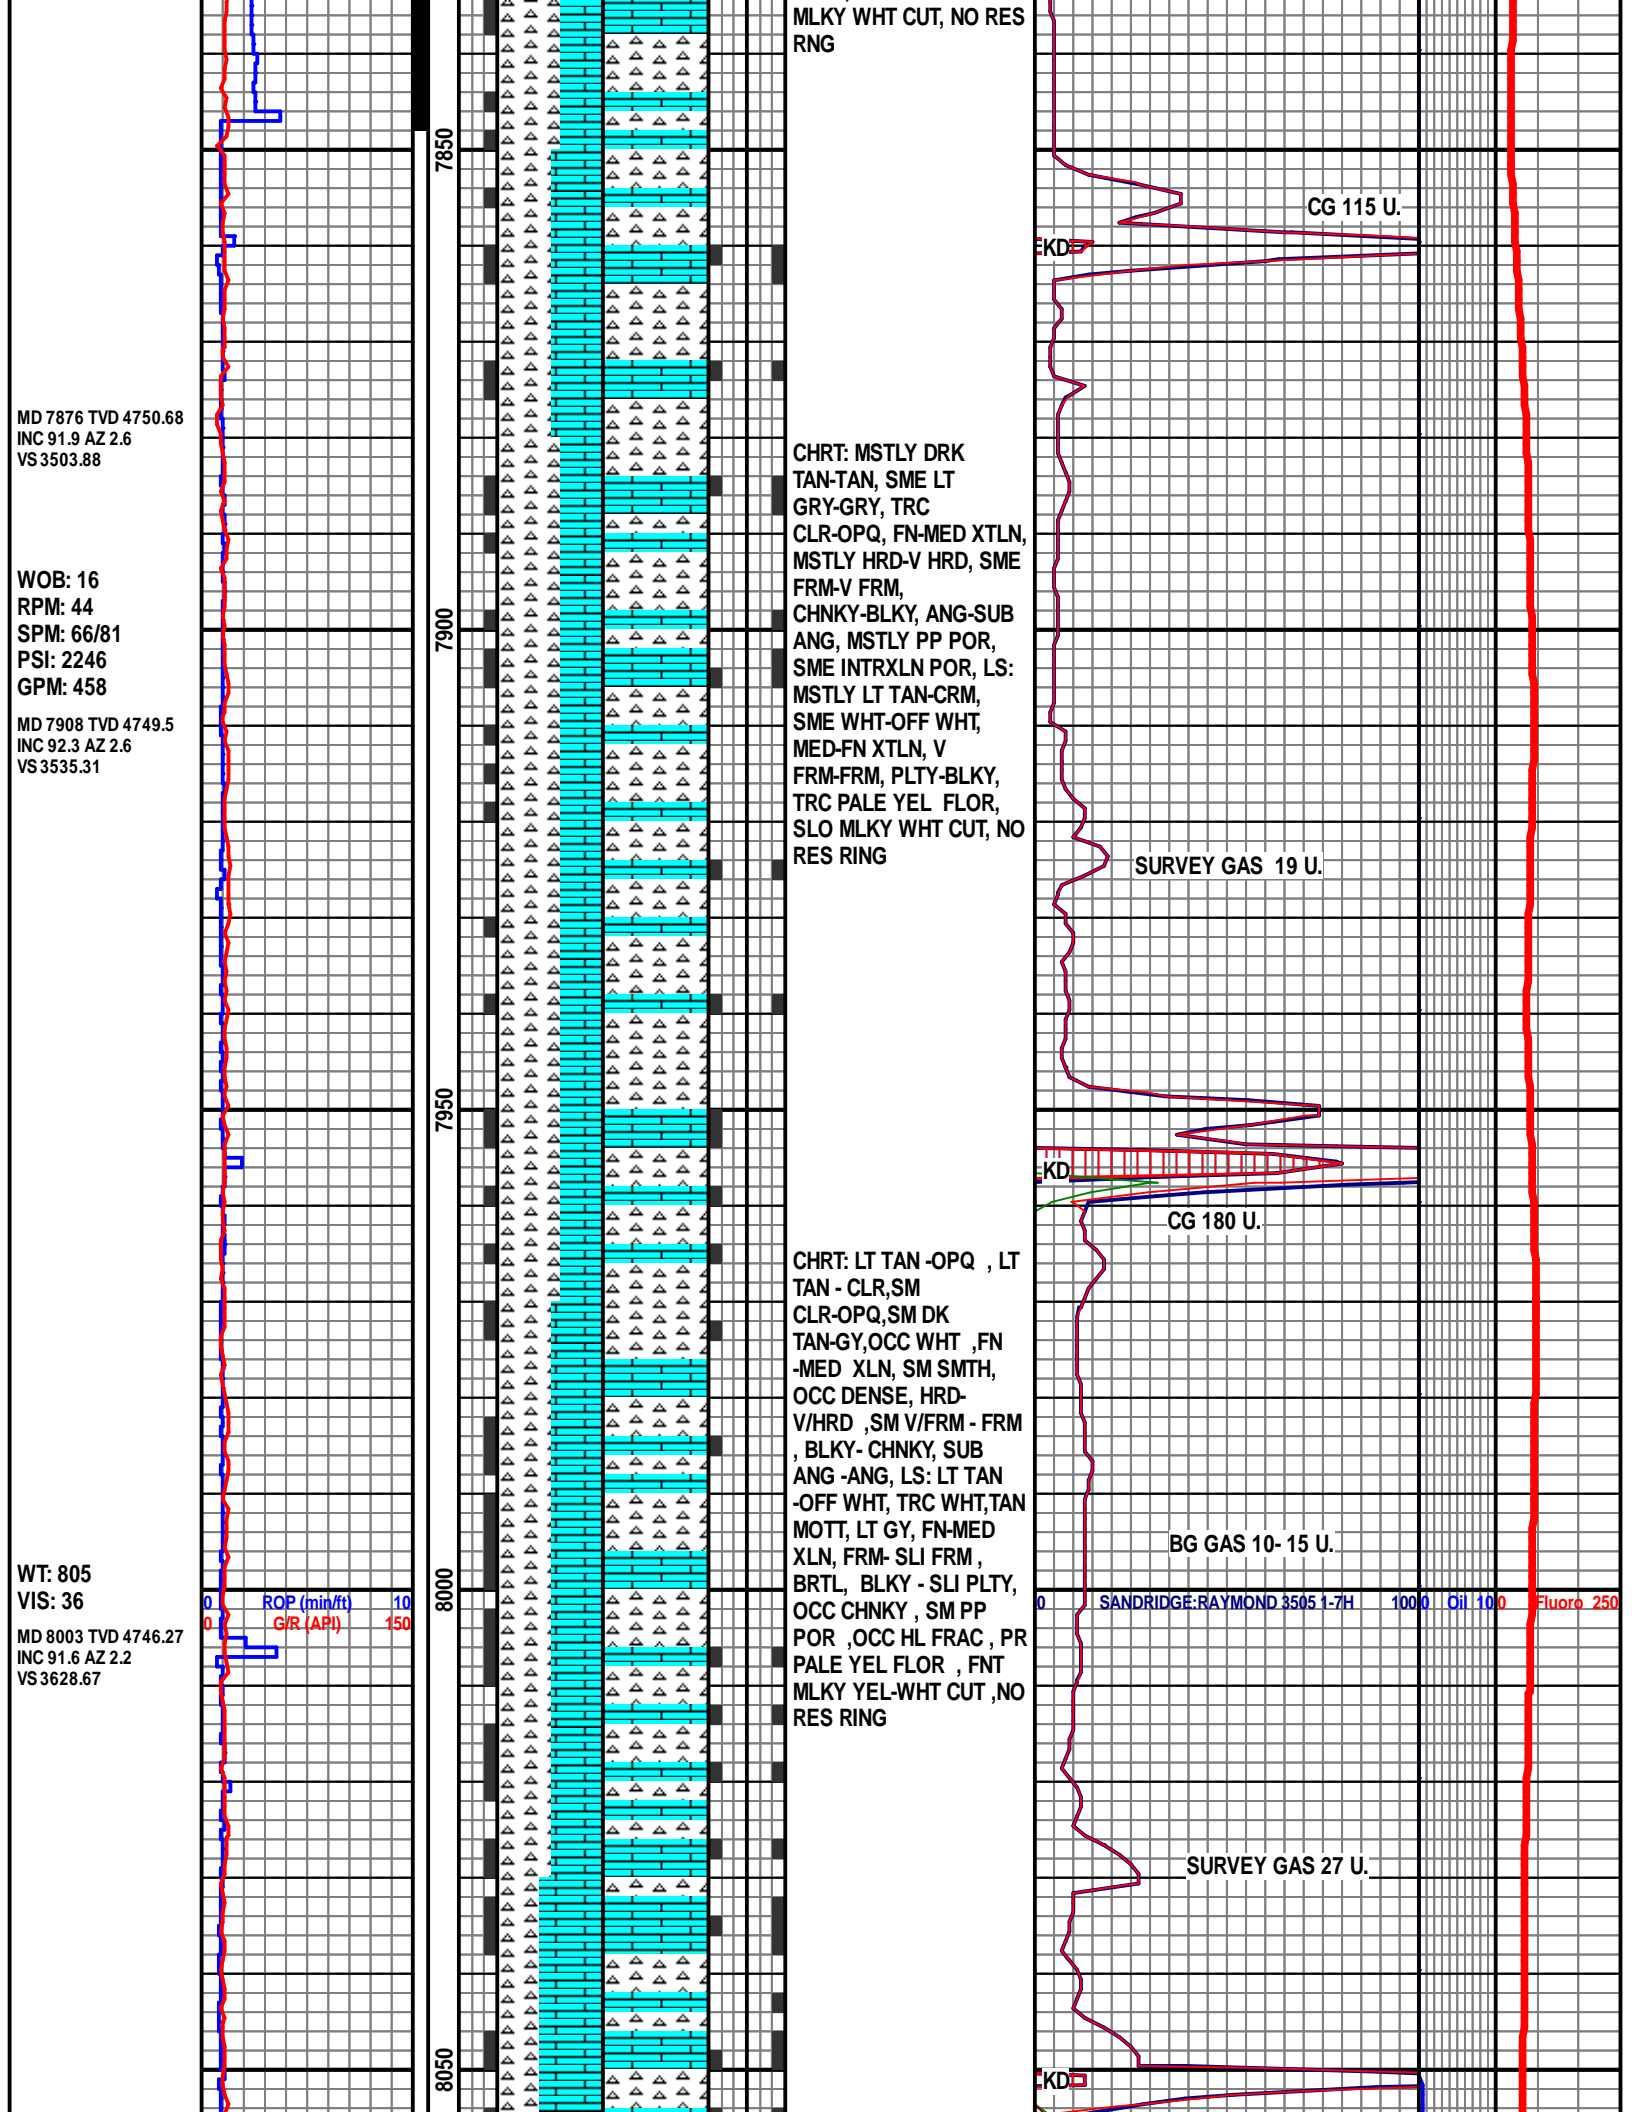 MLKY WHT CUT, NO RES
RNG
7850
CG 115 U.
KD
MD 7876 TVD 4750.68
INC 91.9 AZ 2.6
VS 3503.88
CHRT: MSTLY DRK
TAN-TAN, SME LT
GRY-GRY, TRC
CLR-OPQ, FN-MED XTLN,
MSTLY HRD-V HRD, SME
FRM-V FRM,
CHNKY-BLKY, ANG-SUB
ANG, MSTLY PP POR,
SME INTRXLN POR, LS:
MSTLY LT TAN-CRM,
SME WHT-OFF WHT,
MED-FN XTLN, V
FRM-FRM, PLTY-BLKY,
TRC PALE YEL FLOR,
SLO MLKY WHT CUT, NO
RES RING
WOB: 16
RPM: 44
SPM: 66/81
PSI: 2246
GPM: 458
7900
MD 7908 TVD 4749.5
INC 92.3 AZ 2.6
VS 3535.31
SURVEY GAS 19 U.
7950
KD
CG 180 U.
CHRT: LT TAN -OPQ , LT
TAN - CLR,SM
CLR-OPQ,SM DK
TAN-GY,OCC WHT ,FN
-MED XLN, SM SMTH,
OCC DENSE, HRD-
V/HRD ,SM V/FRM - FRM
, BLKY- CHNKY, SUB
ANG -ANG, LS: LT TAN
-OFF WHT, TRC WHT,TAN
MOTT, LT GY, FN-MED
XLN, FRM- SLI FRM ,
BRTL, BLKY - SLI PLTY,
OCC CHNKY , SM PP
POR ,OCC HL FRAC , PR
PALE YEL FLOR , FNT
MLKY YEL-WHT CUT ,NO
RES RING
BG GAS 10- 15 U.
WT: 805
VIS: 36
8000
0 ROP (min/ft) 10
0 G/R (API) 150
0 SANDRIDGE:RAYMOND 3505 1-7H 100
0 Oil 10
0 Fluoro 250
MD 8003 TVD 4746.27
INC 91.6 AZ 2.2
VS 3628.67
SURVEY GAS 27 U.
8050
KD